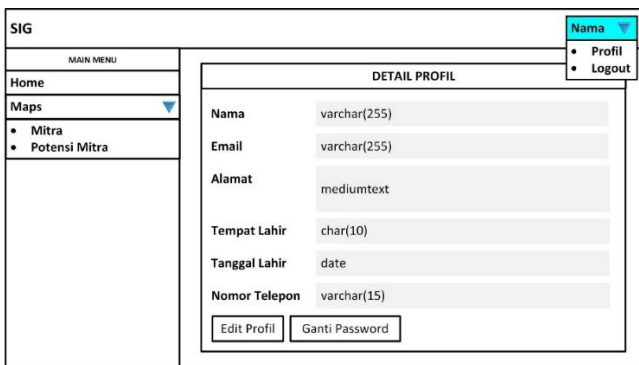 SIG
Nama
• Profil
• Logout
MAIN MENU
Home
Maps
• Mitra
• Potensi Mitra
DETAIL PROFIL
Nama varchar(255)
Email varchar(255)
Alamat mediumtext
Tempat Lahir char(10)
Tanggal Lahir date
Nomor Telepon varchar(15)
Edit Profil Ganti Password